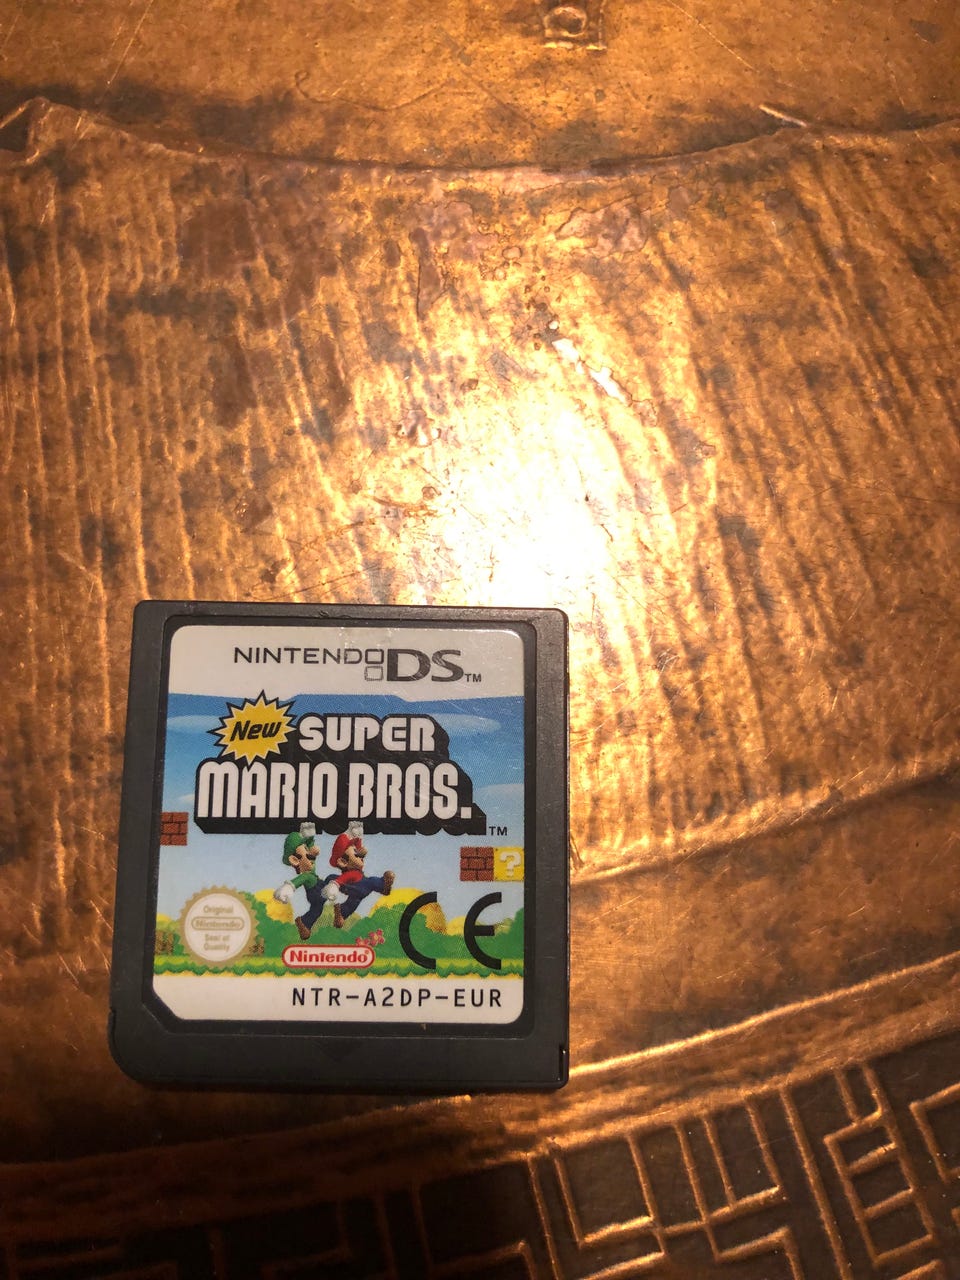 NINTENDO DS™
New SUPER
MARIO BROS.™
?
CE
Original
Nintendo
Seal of
Quality
Nintendo®
NTR-A2DP-EUR